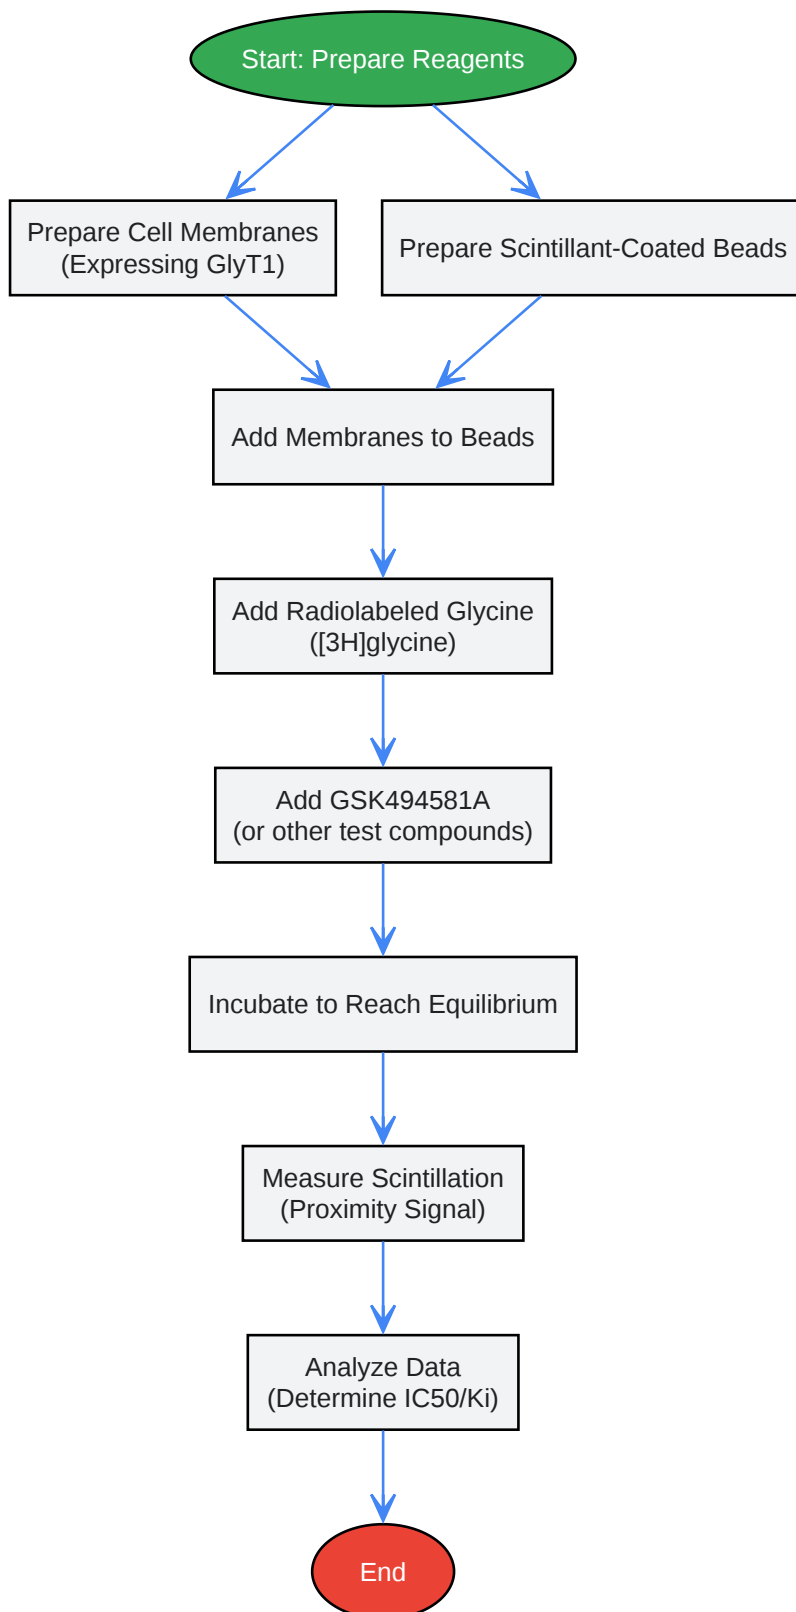 Start: Prepare Reagents
Prepare Cell Membranes
(Expressing GlyT1)
Prepare Scintillant-Coated Beads
Add Membranes to Beads
Add Radiolabeled Glycine
([3H]glycine)
Add GSK494581A
(or other test compounds)
Incubate to Reach Equilibrium
Measure Scintillation
(Proximity Signal)
Analyze Data
(Determine IC50/Ki)
End